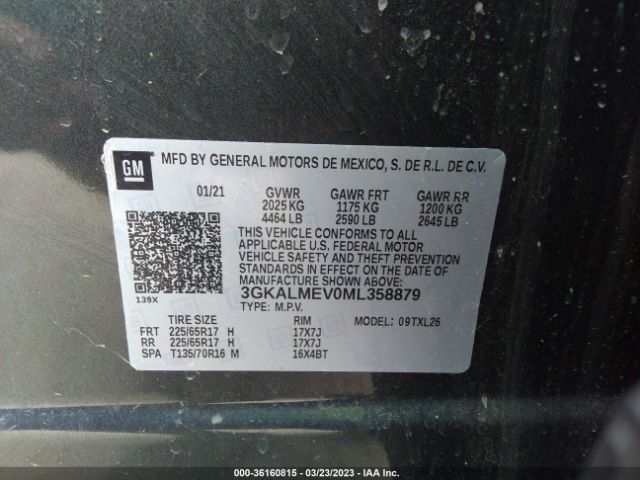 GM MFD BY GENERAL MOTORS DE MEXICO, S. DE R.L. DE C.V.
01/21 GVWR GAWR FRT GAWR RR
2025 KG 1175 KG 1200 KG
4464 LB 2590 LB 2645 LB
THIS VEHICLE CONFORMS TO ALL
APPLICABLE U.S. FEDERAL MOTOR
VEHICLE SAFETY AND THEFT PREVENTION
STANDARDS IN EFFECT ON THE DATE OF
MANUFACTURE SHOWN ABOVE:
139X 3GKALMEV0ML358879
TYPE: M.P.V.
TIRE SIZE RIM MODEL: 09TXL26
FRT 225/65R17 H 17X7J
RR 225/65R17 H 17X7J
SPA T135/70R16 M 16X4BT
000-36160815 / 03/23/2023 - IAA Inc.